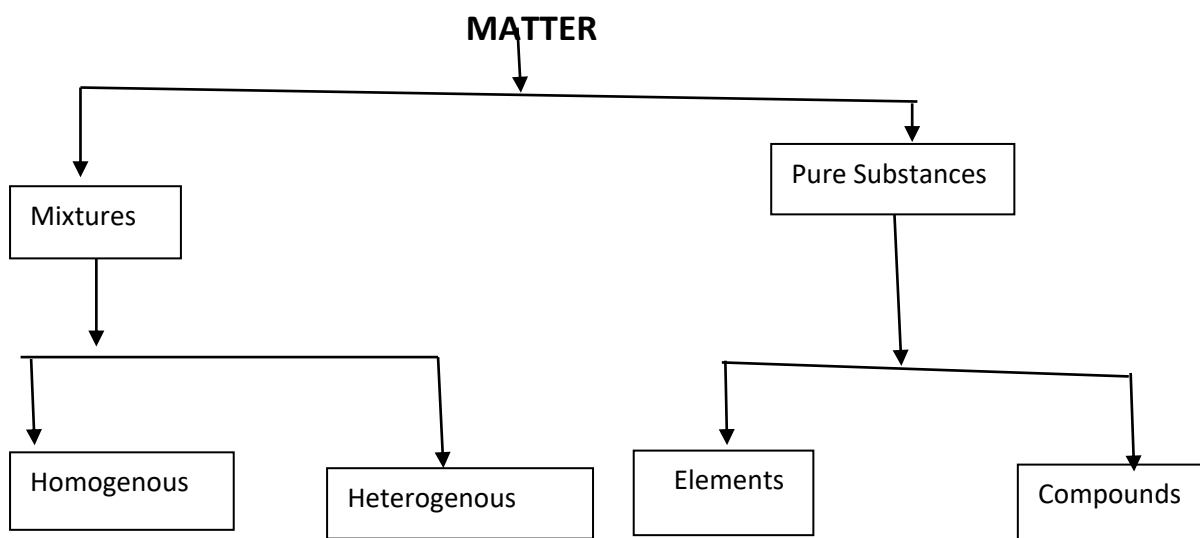 MATTER
Pure Substances
Mixtures
Homogenous
Heterogenous
Elements
Compounds